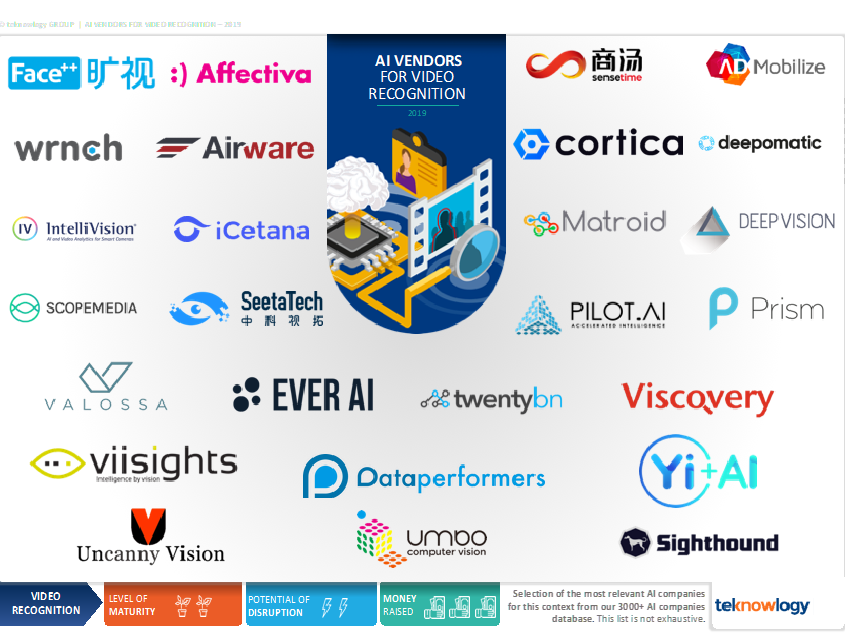 © teknowlogy GROUP | AI VENDORS FOR VIDEO RECOGNITION – 2019
AI VENDORS
FOR VIDEO
RECOGNITION
2019
Face++ 旷视
:) Affectiva
商汤
sensetime
AD Mobilize
wrnch
Airware
cortica
deepomatic
IV IntelliVision
AI and Video Analytics for Smart Cameras
iCetana
Matroid
DEEP VISION
SCOPEMEDIA
SeetaTech
中科视拓
PILOT.AI
ACCELERATED INTELLIGENCE
Prism
VALOSSA
EVER AI
twentybn
Viscovery
viisights
Intelligence by vision
Dataperformers
Yi+AI
Uncanny Vision
umbo
computer vision
Sighthound
VIDEO
RECOGNITION
LEVEL OF
MATURITY
POTENTIAL OF
DISRUPTION
MONEY
RAISED
Selection of the most relevant AI companies
for this context from our 3000+ AI companies
database. This list is not exhaustive.
teknowlogy